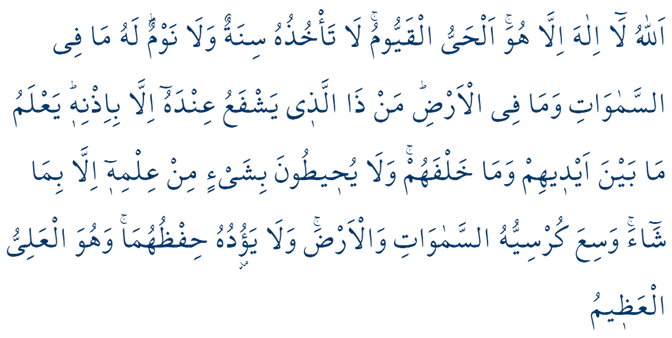 اَللّٰهُ لَٓا اِلٰهَ اِلَّا هُوَۚ اَلْحَيُّ الْقَيُّومُۚ لَا تَأْخُذُهُ سِنَةٌ وَلَا نَوْمٌۜ لَهُ مَا فِى
السَّمٰوَاتِ وَمَا فِى الْاَرْضِۜ مَنْ ذَا الَّذٖى يَشْفَعُ عِنْدَهُٓ اِلَّا بِاِذْنِهٖۜ يَعْلَمُ
مَا بَيْنَ اَيْدٖيهِمْ وَمَا خَلْفَهُمْۚ وَلَا يُحٖيطُونَ بِشَیْءٍ مِنْ عِلْمِهٖٓ اِلَّا بِمَا
شَٓاءَۚ وَسِعَ كُرْسِيُّهُ السَّمٰوَاتِ وَالْاَرْضَۚ وَلَا يَؤُ۫دُهُ حِفْظُهُمَاۚ وَهُوَ الْعَلِىُّ
الْعَظٖيمُ